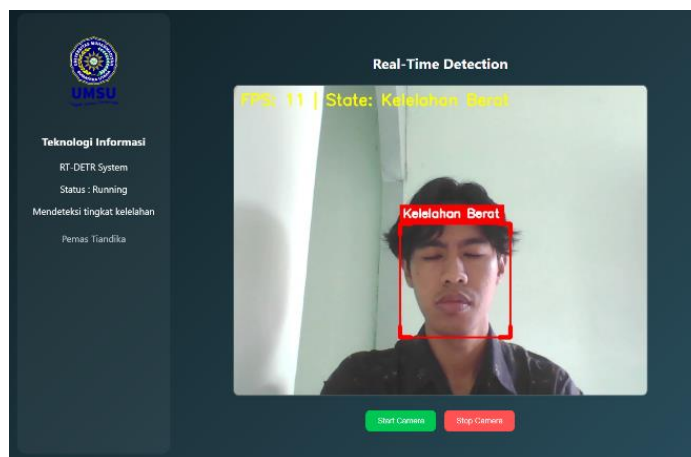 UMSU
Teknologi Informasi
RT-DETR System
Status : Running
Mendeteksi tingkat kelelahan
Pemas Tiandika
Real-Time Detection
FPS: 11 | State: Kelelahan Berat
Kelelahan Berat
Start Camera
Stop Camera